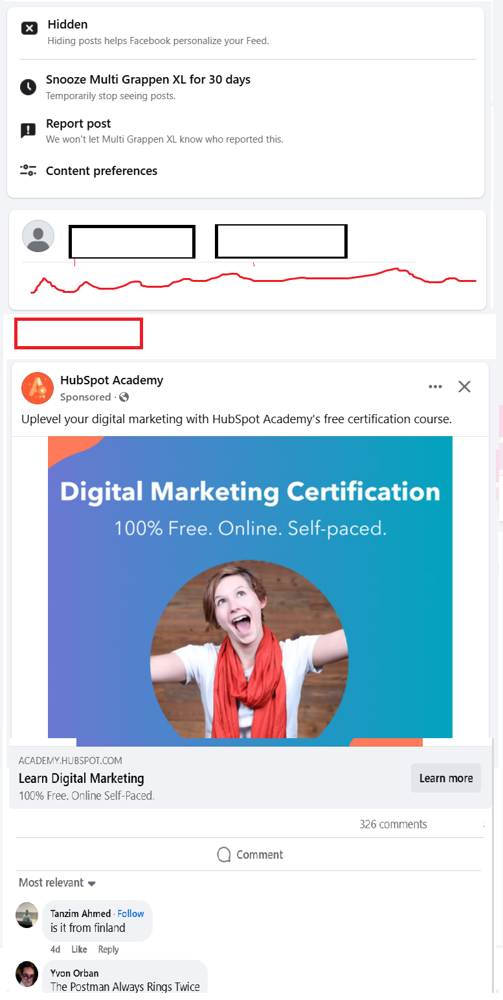 Hidden
Hiding posts helps Facebook personalize your Feed.
Snooze Multi Grappen XL for 30 days
Temporarily stop seeing posts.
Report post
We won't let Multi Grappen XL know who reported this.
Content preferences
HubSpot Academy
Sponsored ·
Uplevel your digital marketing with HubSpot Academy's free certification course.
Digital Marketing Certification
100% Free. Online. Self-paced.
ACADEMY.HUBSPOT.COM
Learn Digital Marketing
Learn more
100% Free. Online Self-Paced.
326 comments
Comment
Most relevant
Tanzim Ahmed · Follow
is it from finland
4d Like Reply
Yvon Orban
The Postman Always Rings Twice